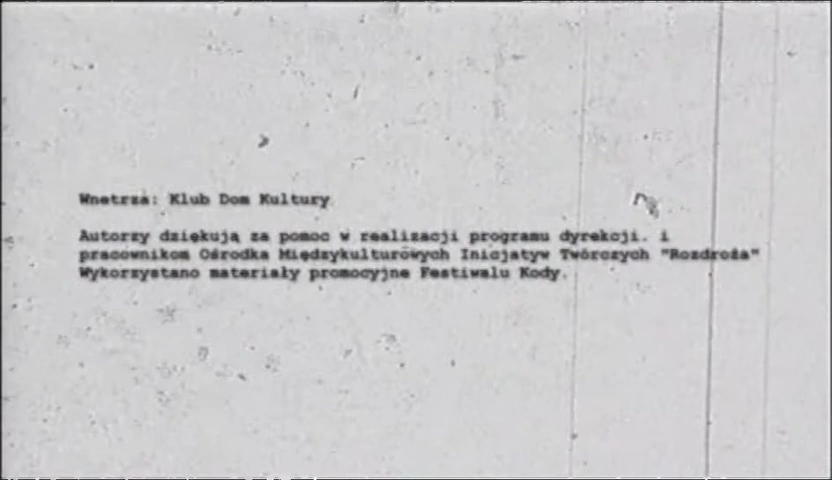 Wnetrza: Klub Dom Kultury
Autorzy dziękują za pomoc w realizacji programu dyrekcji. i
pracownikom Ośrodka Międzykulturowych Inicjatyw Twórczych "Rozdroża"
Wykorzystano materiały promocyjne Festiwalu Kody.